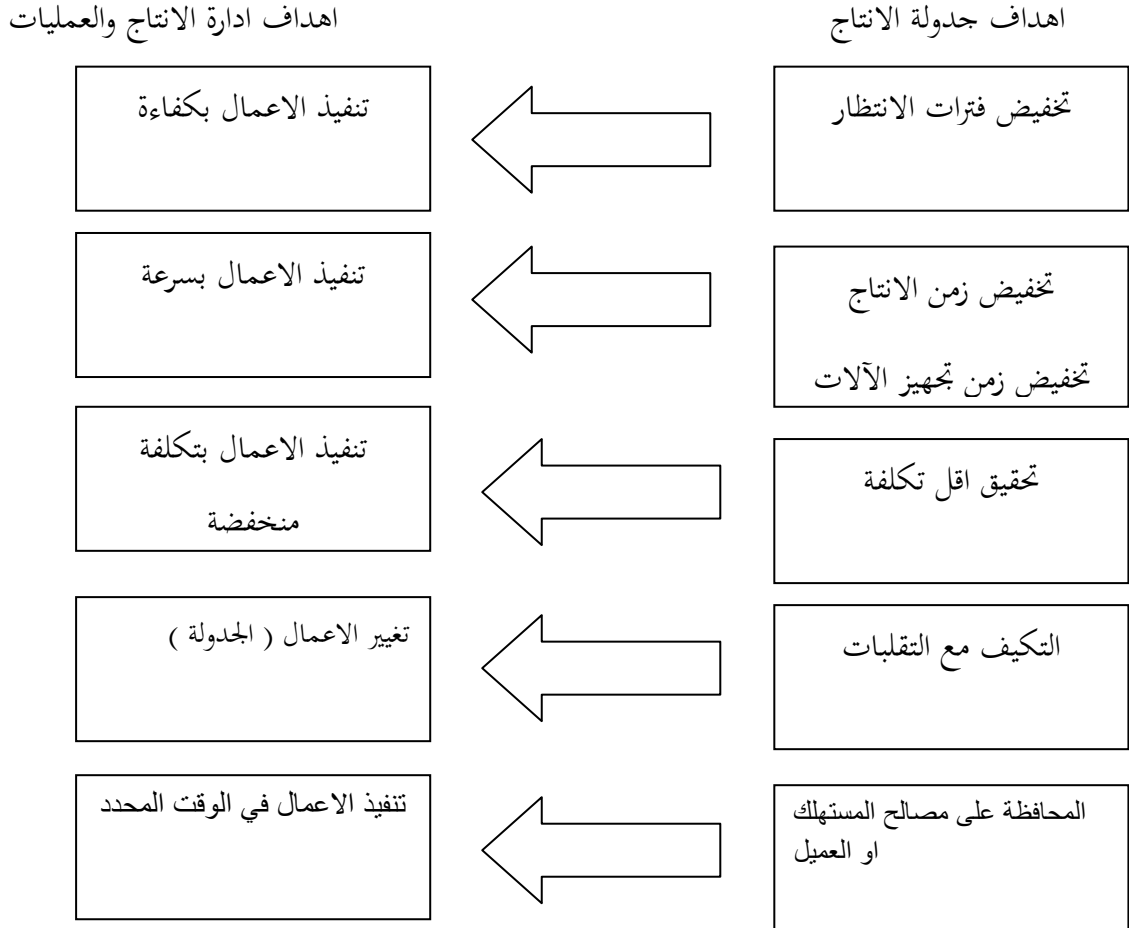 اهداف جدولة الانتاج
اهداف ادارة الانتاج والعمليات
تخفيض فترات الانتظار
تنفيذ الاعمال بكفاءة
تخفيض زمن الانتاج
تخفيض زمن تجهيز الآلات
تنفيذ الاعمال بسرعة
تحقيق اقل تكلفة
تنفيذ الاعمال بتكلفة
منخفضة
التكيف مع التقلبات
تغيير الاعمال ( الجدولة )
المحافظة على مصالح المستهلك
او العميل
تنفيذ الاعمال في الوقت المحدد